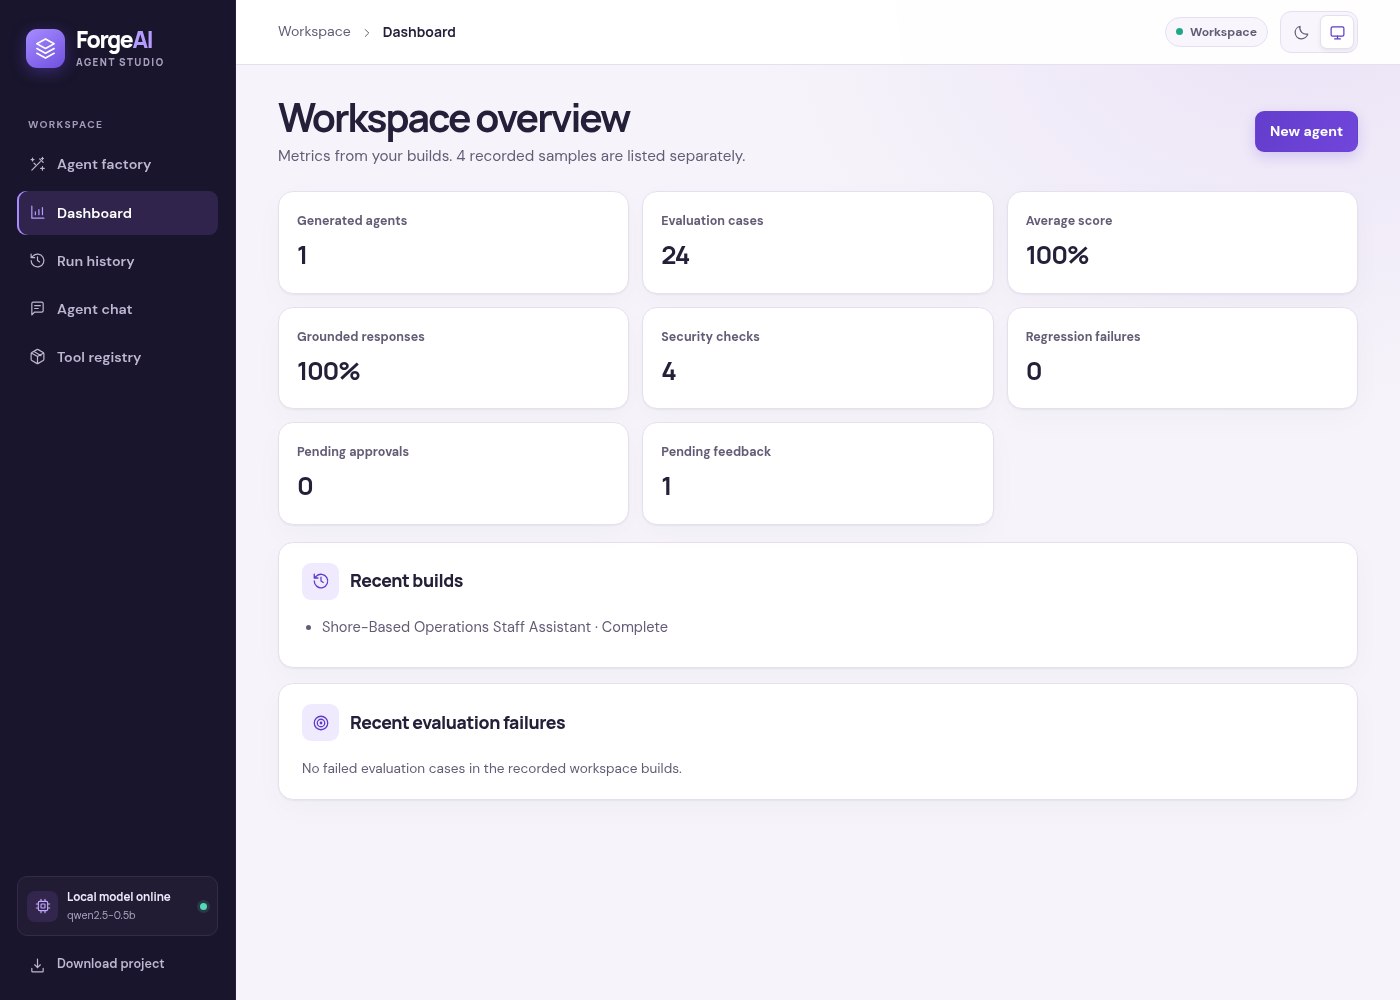 ForgeAI
AGENT STUDIO
WORKSPACE
Agent factory
Dashboard
Run history
Agent chat
Tool registry
Local model online
qwen2.5-0.5b
Download project
Workspace > Dashboard
Workspace
Workspace overview
Metrics from your builds. 4 recorded samples are listed separately.
New agent
Generated agents
1
Evaluation cases
24
Average score
100%
Grounded responses
100%
Security checks
4
Regression failures
0
Pending approvals
0
Pending feedback
1
Recent builds
• Shore-Based Operations Staff Assistant · Complete
Recent evaluation failures
No failed evaluation cases in the recorded workspace builds.